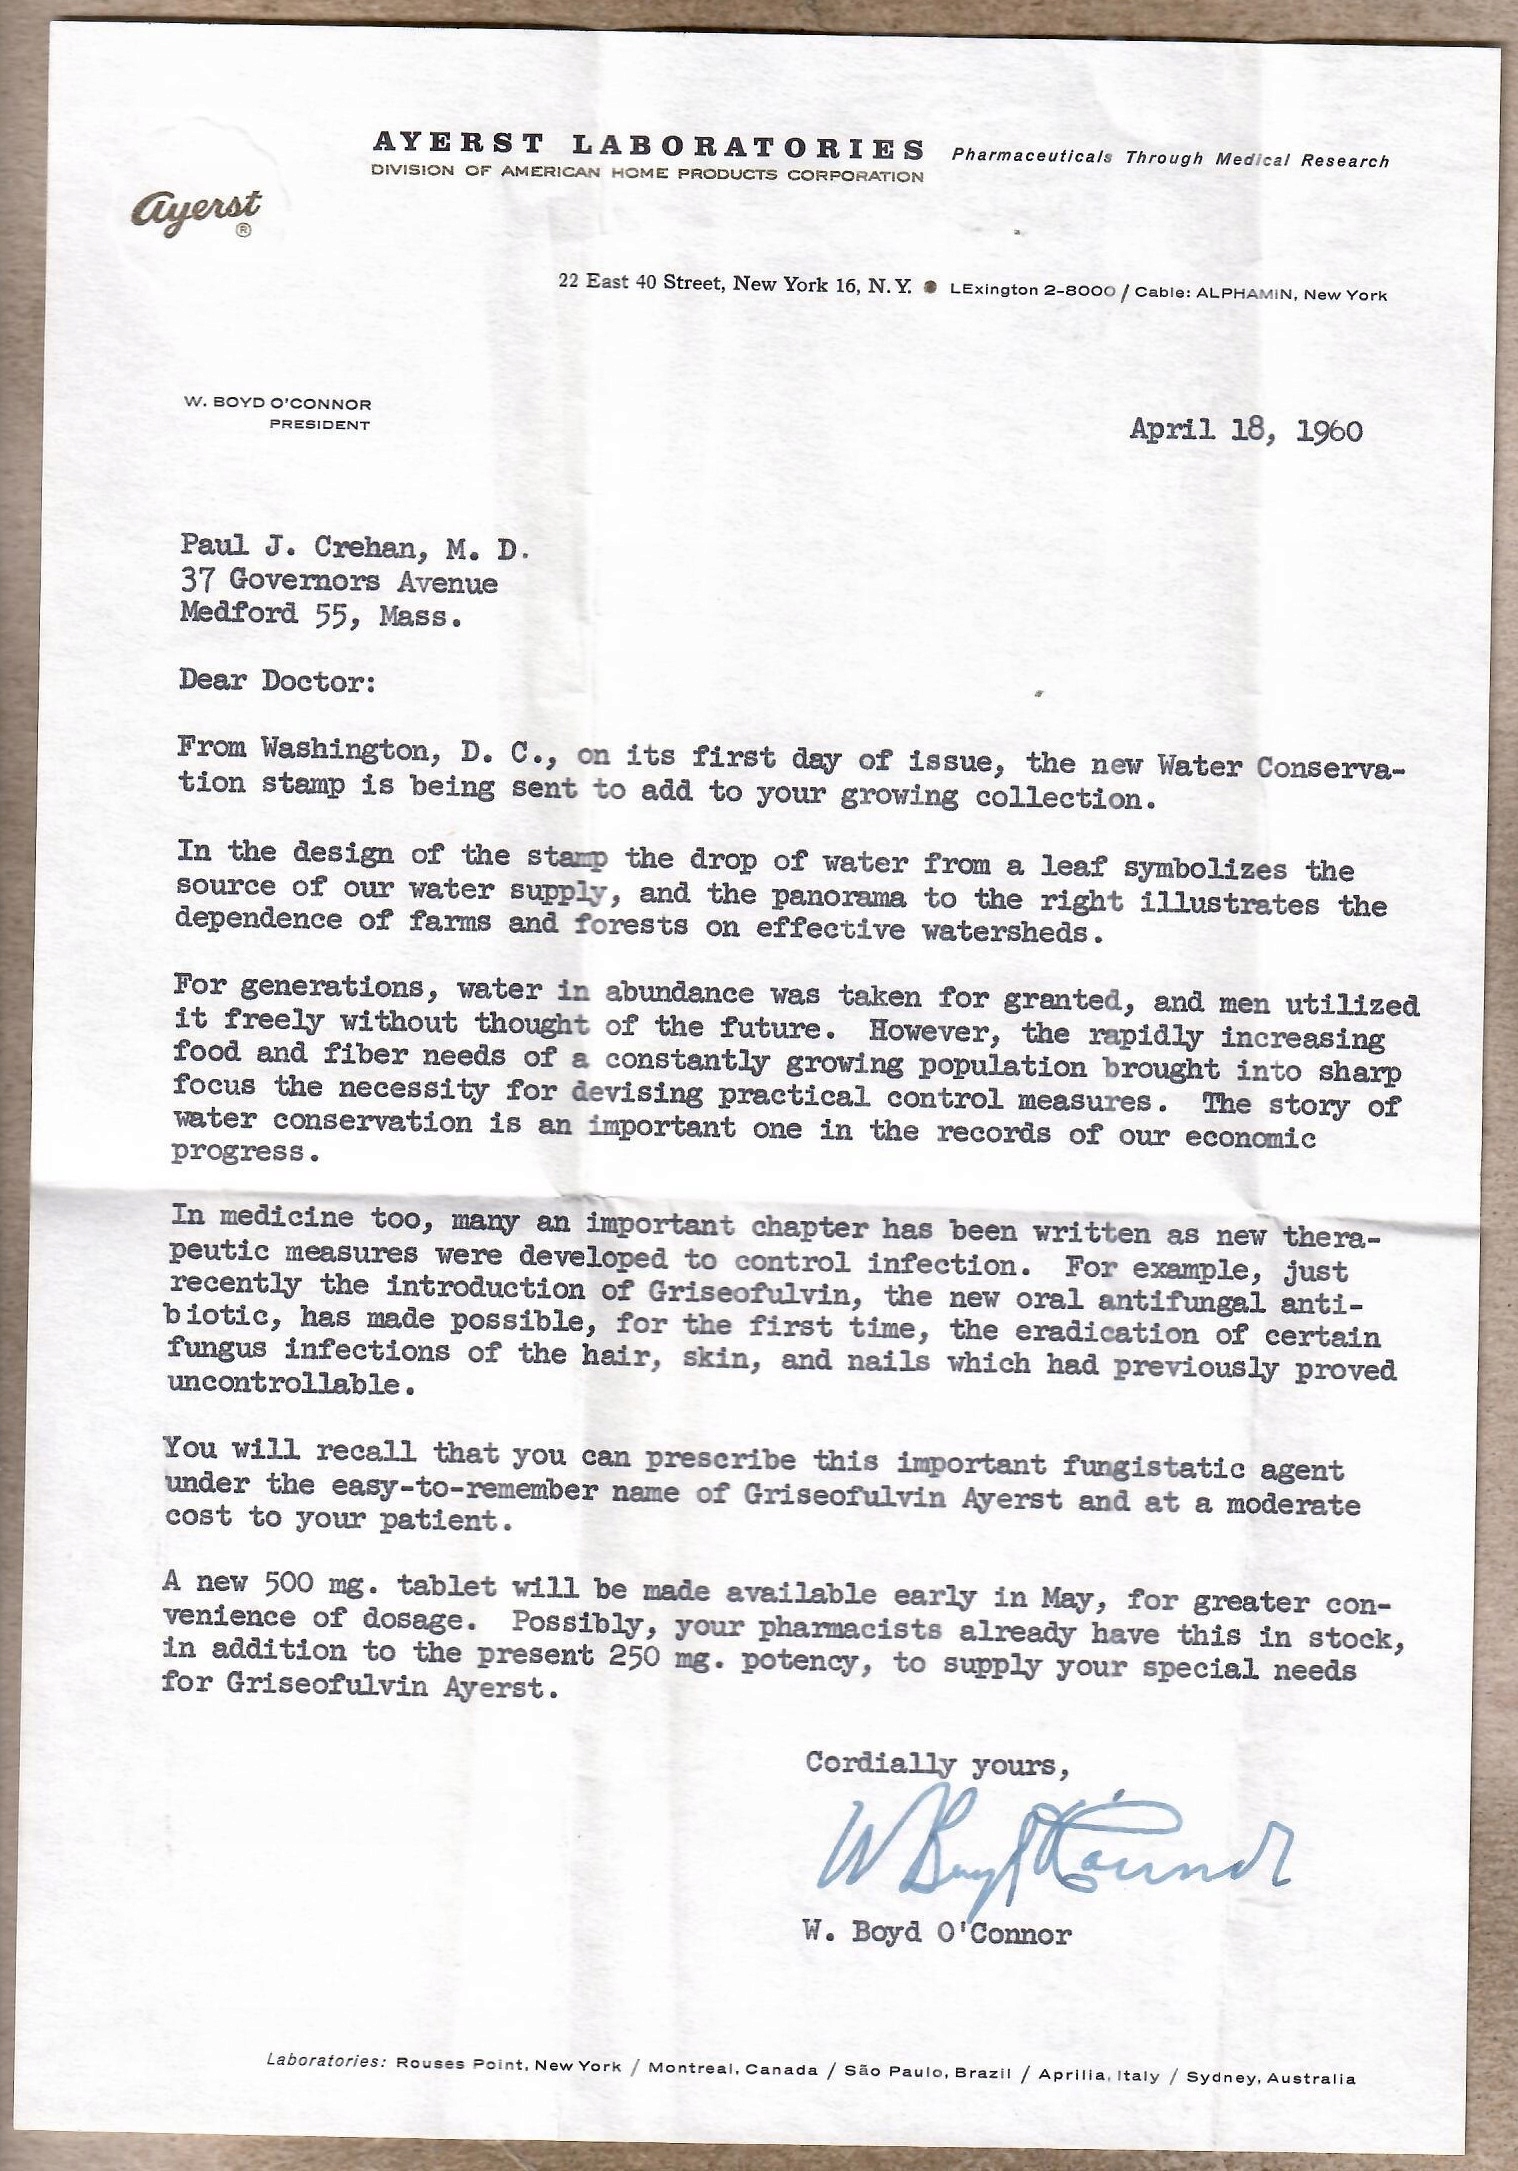 AYERST LABORATORIES Pharmaceuticals Through Medical Research
DIVISION OF AMERICAN HOME PRODUCTS CORPORATION
Ayerst
®
22 East 40 Street, New York 16, N. Y. ● LExington 2-8000 / Cable: ALPHAMIN, New York
W. BOYD O'CONNOR
PRESIDENT
April 18, 1960
Paul J. Crehan, M. D.
37 Governors Avenue
Medford 55, Mass.
Dear Doctor:
From Washington, D. C., on its first day of issue, the new Water Conserva-
tion stamp is being sent to add to your growing collection.
In the design of the stamp the drop of water from a leaf symbolizes the
source of our water supply, and the panorama to the right illustrates the
dependence of farms and forests on effective watersheds.
For generations, water in abundance was taken for granted, and men utilized
it freely without thought of the future. However, the rapidly increasing
food and fiber needs of a constantly growing population brought into sharp
focus the necessity for devising practical control measures. The story of
water conservation is an important one in the records of our economic
progress.
In medicine too, many an important chapter has been written as new thera-
peutic measures were developed to control infection. For example, just
recently the introduction of Griseofulvin, the new oral antifungal anti-
biotic, has made possible, for the first time, the eradication of certain
fungus infections of the hair, skin, and nails which had previously proved
uncontrollable.
You will recall that you can prescribe this important fungistatic agent
under the easy-to-remember name of Griseofulvin Ayerst and at a moderate
cost to your patient.
A new 500 mg. tablet will be made available early in May, for greater con-
venience of dosage. Possibly, your pharmacists already have this in stock,
in addition to the present 250 mg. potency, to supply your special needs
for Griseofulvin Ayerst.
Cordially yours,
W Boyd O'Connor
W. Boyd O'Connor
Laboratories: Rouses Point, New York / Montreal, Canada / São Paulo, Brazil / Aprilia, Italy / Sydney, Australia